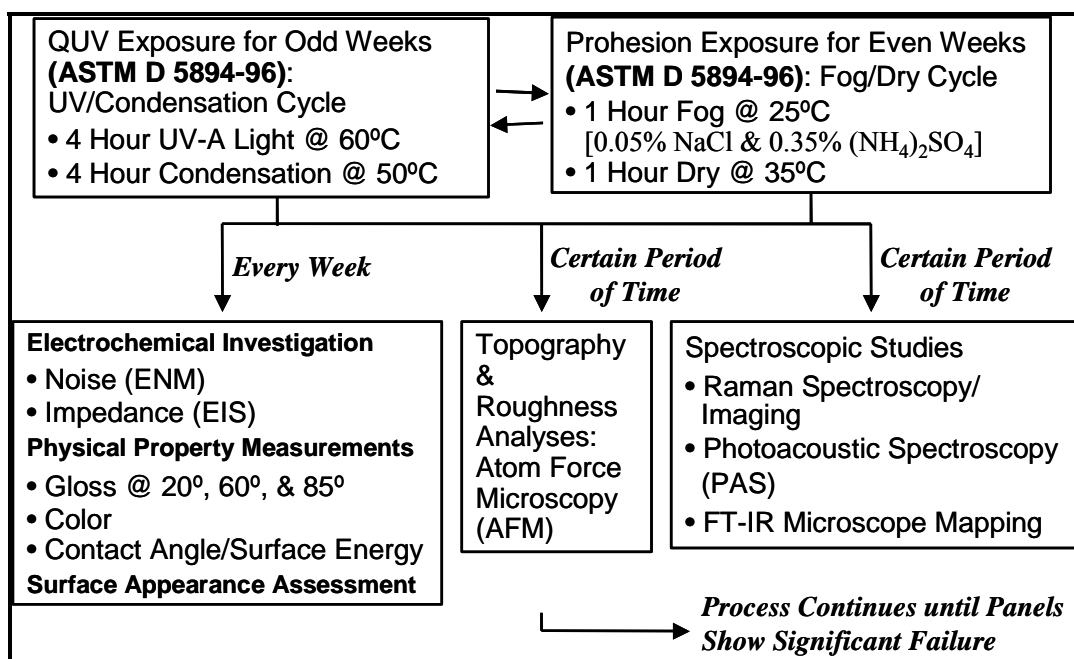 QUV Exposure for Odd Weeks
(ASTM D 5894-96):
UV/Condensation Cycle
• 4 Hour UV-A Light @ 60ºC
• 4 Hour Condensation @ 50ºC
Prohesion Exposure for Even Weeks
(ASTM D 5894-96): Fog/Dry Cycle
• 1 Hour Fog @ 25ºC
[0.05% NaCl & 0.35% (NH4)2SO4]
• 1 Hour Dry @ 35ºC
Every Week
Certain Period
of Time
Certain Period
of Time
Electrochemical Investigation
• Noise (ENM)
• Impedance (EIS)
Physical Property Measurements
• Gloss @ 20º, 60º, & 85º
• Color
• Contact Angle/Surface Energy
Surface Appearance Assessment
Topography
&
Roughness
Analyses:
Atom Force
Microscopy
(AFM)
Spectroscopic Studies
• Raman Spectroscopy/
Imaging
• Photoacoustic Spectroscopy
(PAS)
• FT-IR Microscope Mapping
Process Continues until Panels
Show Significant Failure